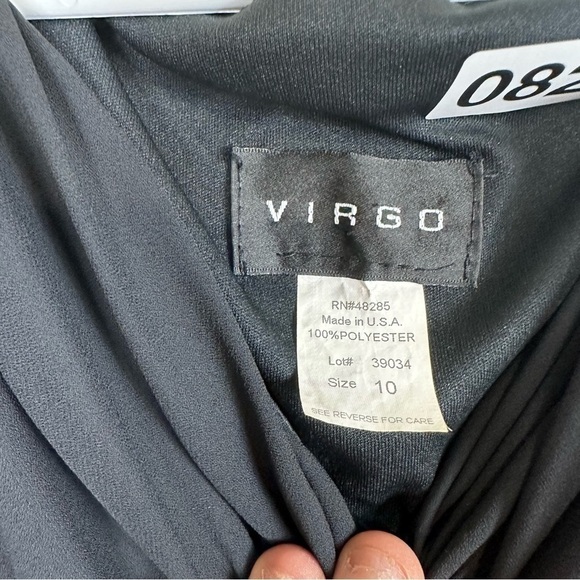 082
VIRGO
RN#48285
Made in U.S.A.
100%POLYESTER
Lot# 39034
Size 10
SEE REVERSE FOR CARE